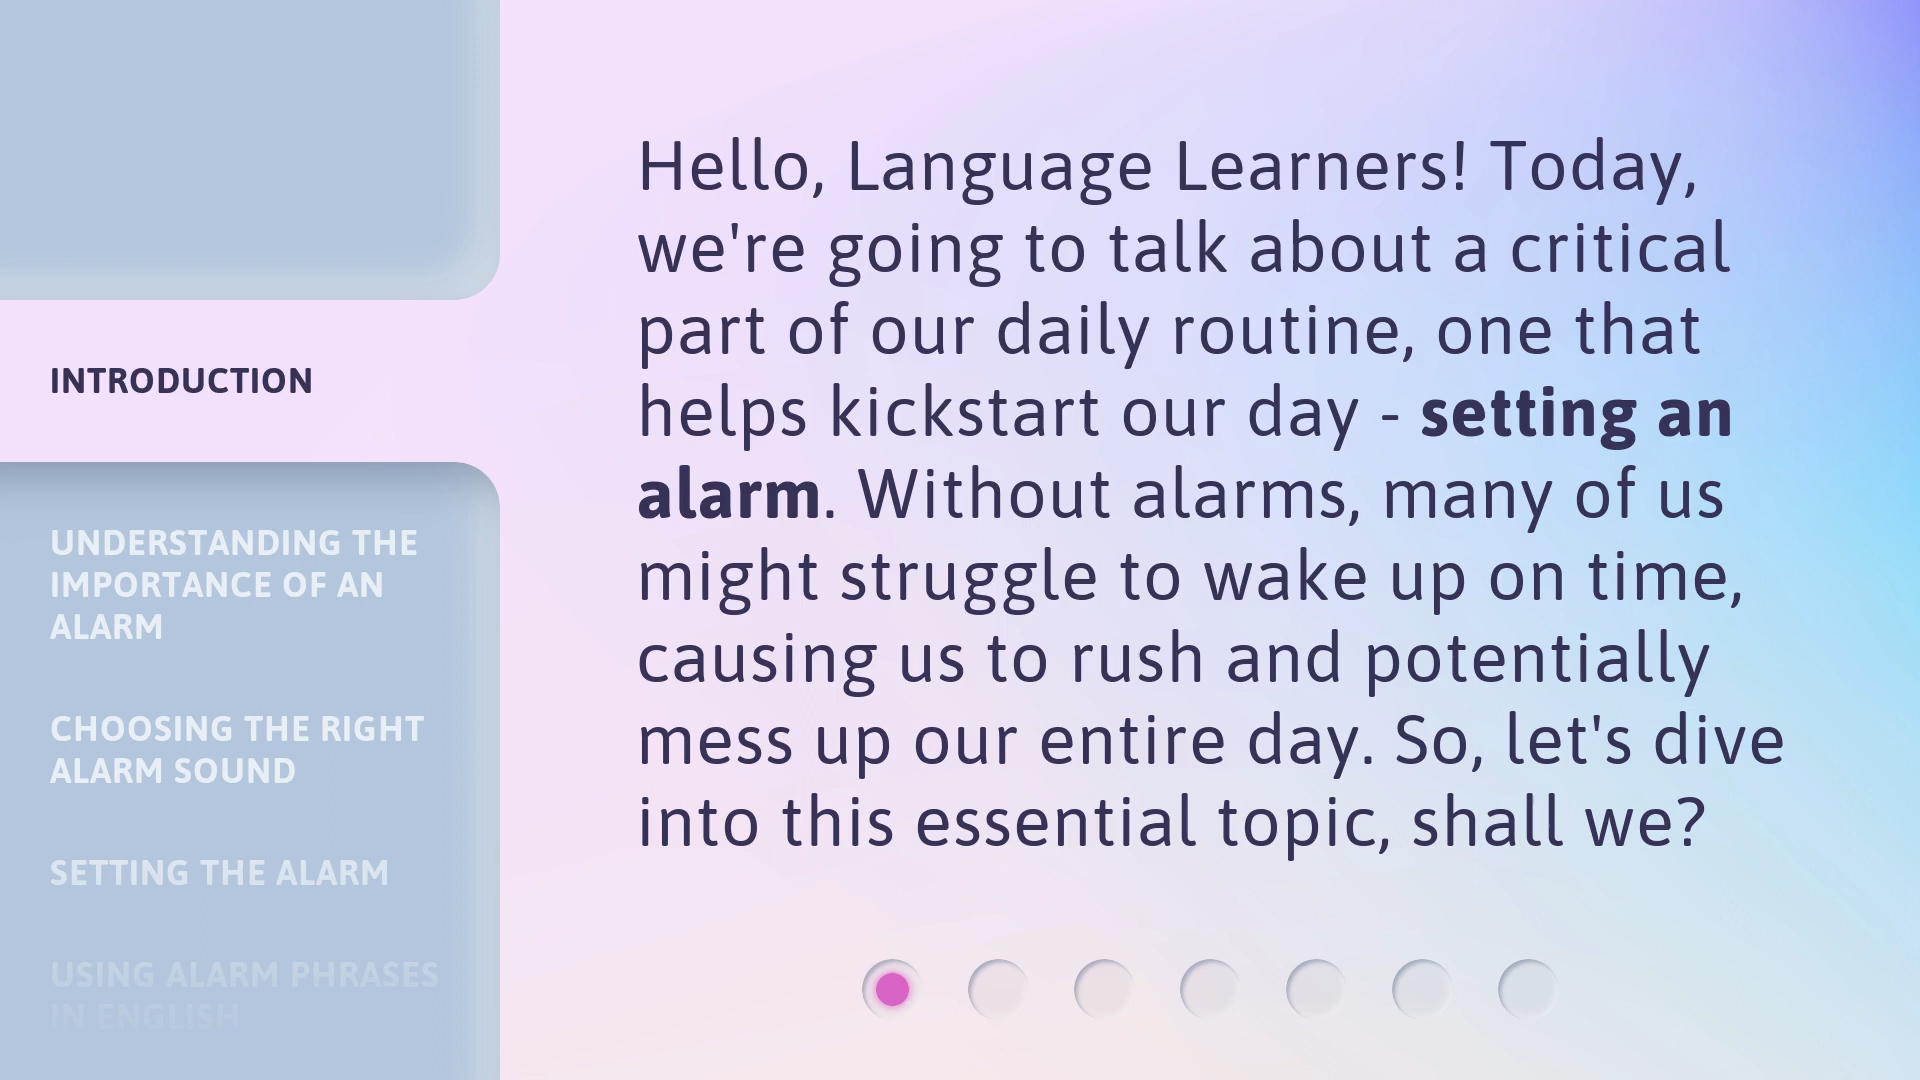 INTRODUCTION
UNDERSTANDING THE
IMPORTANCE OF AN
ALARM
CHOOSING THE RIGHT
ALARM SOUND
SETTING THE ALARM
USING ALARM PHRASES
IN ENGLISH
Hello, Language Learners! Today,
we're going to talk about a critical
part of our daily routine, one that
helps kickstart our day - setting an
alarm. Without alarms, many of us
might struggle to wake up on time,
causing us to rush and potentially
mess up our entire day. So, let's dive
into this essential topic, shall we?